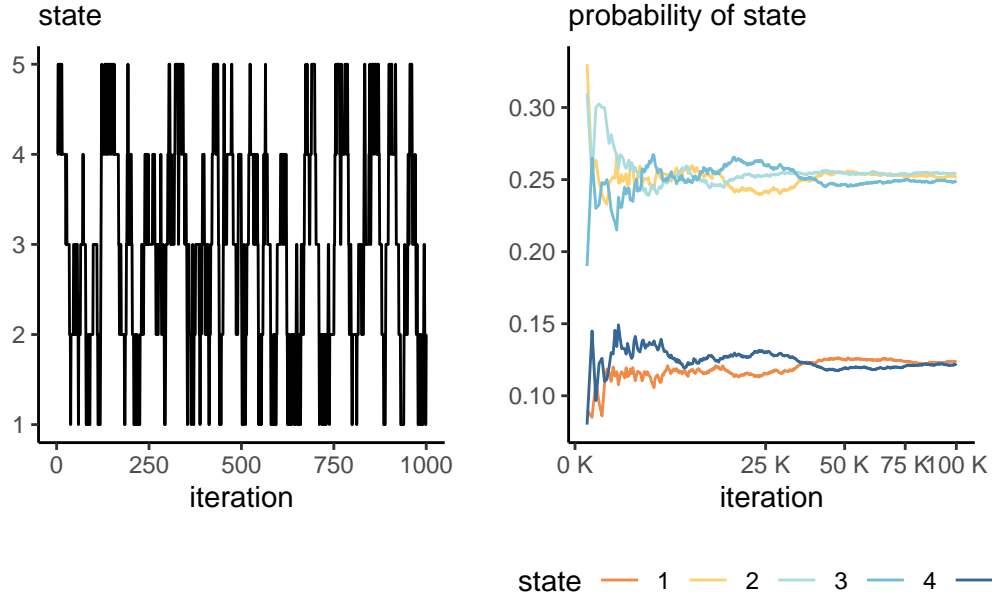 state
5
4
3
2
1
0 250 500 750 1000
iteration
probability of state
0.30
0.25
0.20
0.15
0.10
0 K 25 K 50 K 75 K 100 K
iteration
state 1 2 3 4